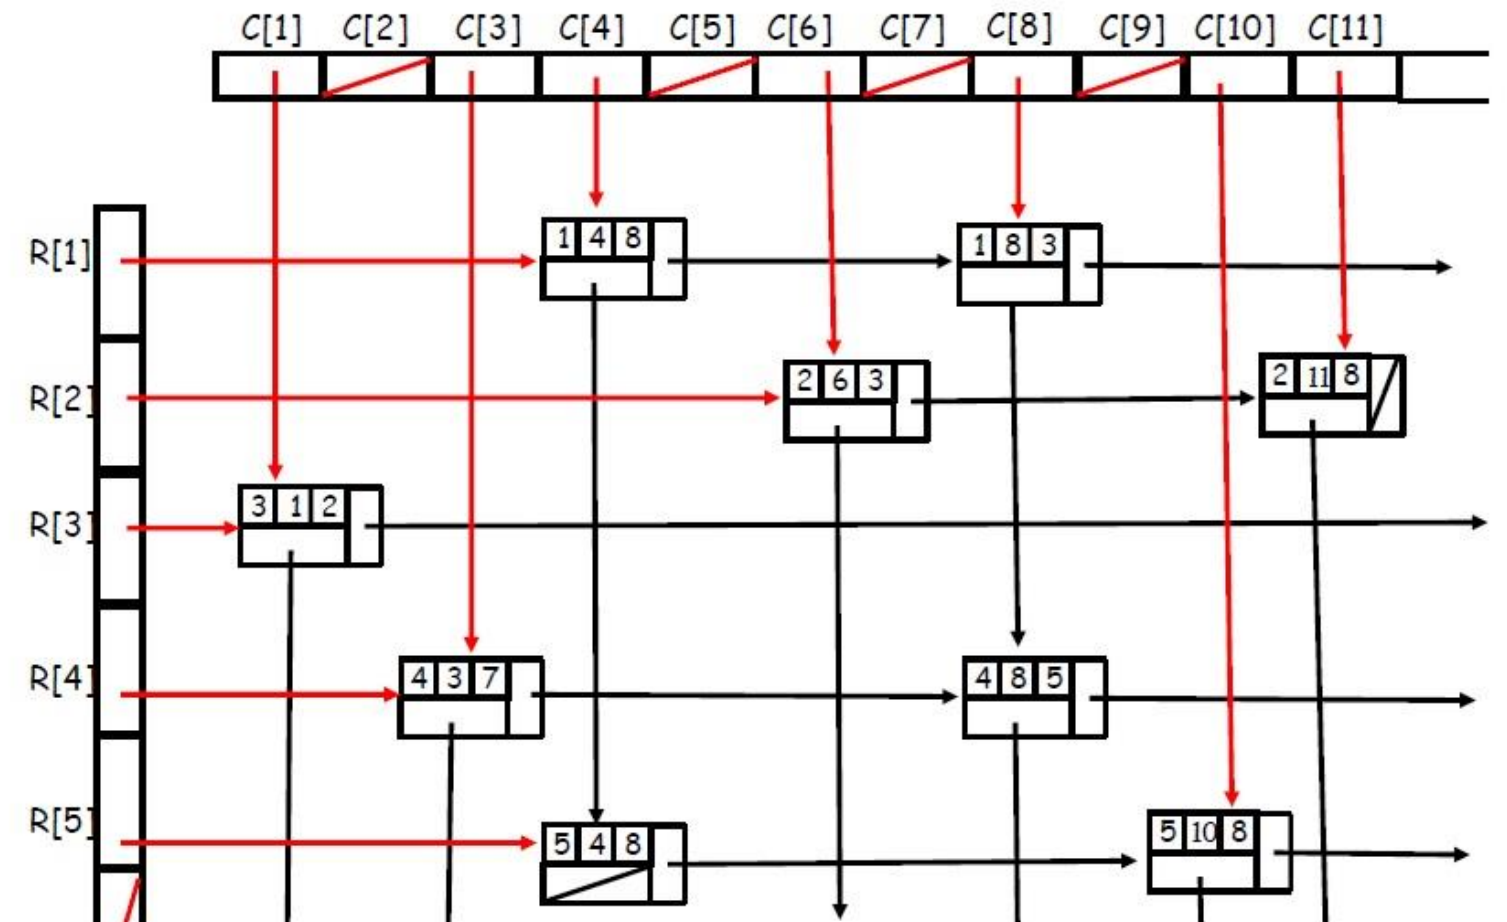 C[1] C[2] C[3] C[4] C[5] C[6] C[7] C[8] C[9] C[10] C[11]
R[1] 1 4 8 1 8 3
R[2] 2 6 3 2 11 8
R[3] 3 1 2
R[4] 4 3 7 4 8 5
R[5] 5 4 8 5 10 8